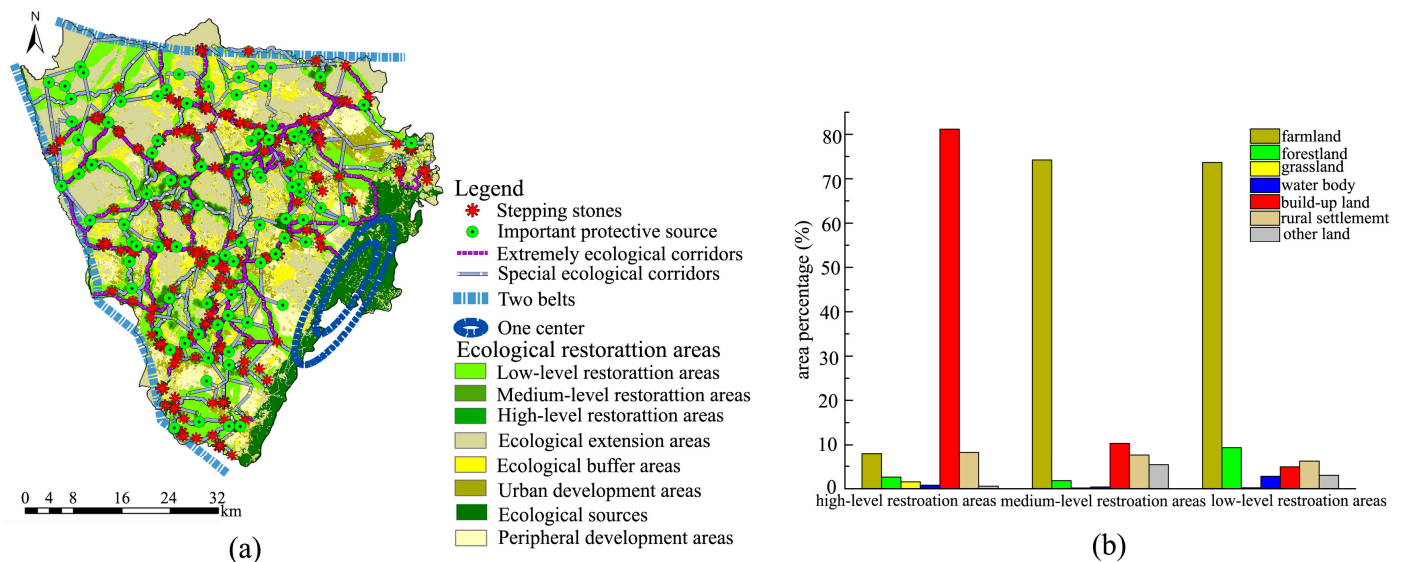 N
Legend
Stepping stones
Important protective source
Extremely ecological corridors
Special ecological corridors
Two belts
One center
Ecological restorattion areas
Low-level restorattion areas
Medium-level restorattion areas
High-level restorattion areas
Ecological extension areas
Ecological buffer areas
Urban development areas
Ecological sources
Peripheral development areas
0 2 4 8 16 24 32
km
(a)
area percentage (%)
80
70
60
50
40
30
20
10
0
farmland
forestland
grassland
water body
build-up land
rural settlememt
other land
high-level restroation areas
medium-level restroation areas
low-level restroation areas
(b)